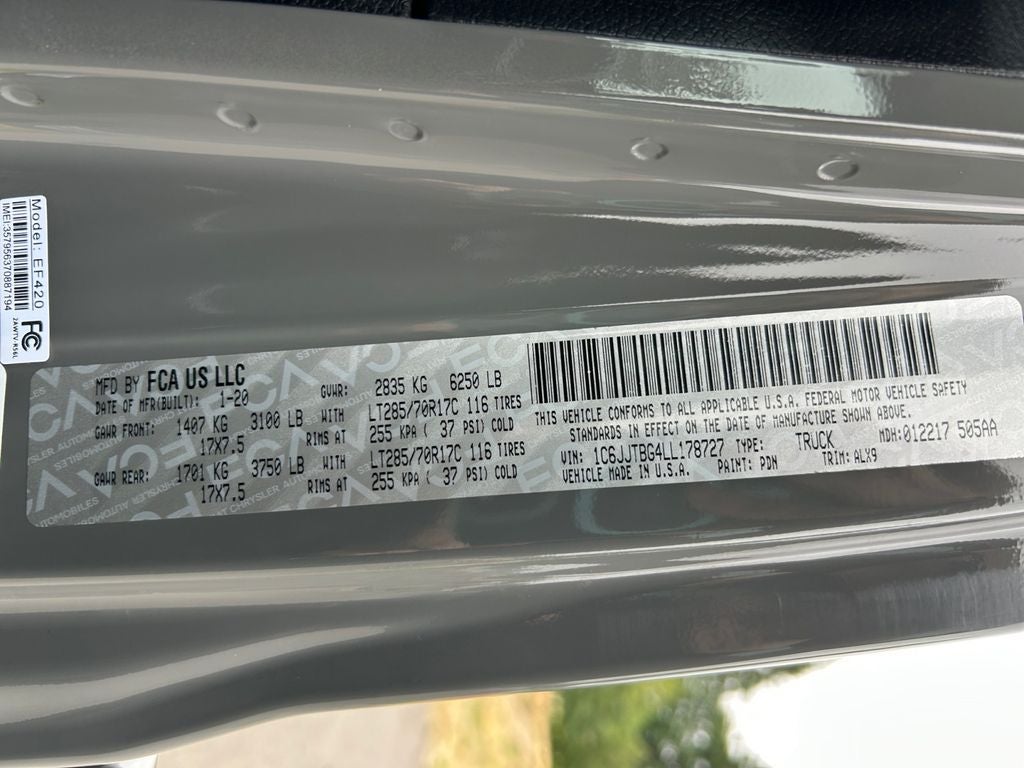 Model: EF420
IMEI:357956370887194
FC
2AWYV-R56L
MFD BY FCA US LLC
DATE OF MFR(BUILT): 1-20
GVWR: 2835 KG 6250 LB
GAWR FRONT: 1407 KG 3100 LB WITH LT285/70R17C 116 TIRES
17X7.5 RIMS AT 255 KPA ( 37 PSI) COLD
GAWR REAR: 1701 KG 3750 LB WITH LT285/70R17C 116 TIRES
17X7.5 RIMS AT 255 KPA ( 37 PSI) COLD
THIS VEHICLE CONFORMS TO ALL APPLICABLE U.S.A. FEDERAL MOTOR VEHICLE SAFETY
STANDARDS IN EFFECT ON THE DATE OF MANUFACTURE SHOWN ABOVE.
VIN: 1C6JJTBG4LL178727 TYPE: TRUCK MDH:012217 505AA
VEHICLE MADE IN U.S.A. PAINT: PDN TRIM: ALX9